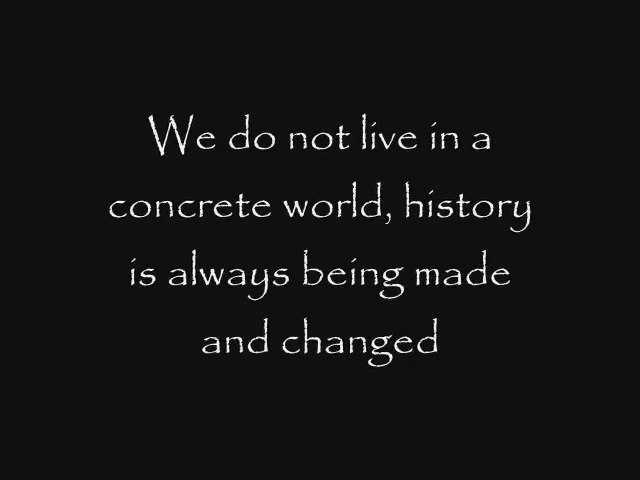 We do not live in a
concrete world, history
is always being made
and changed